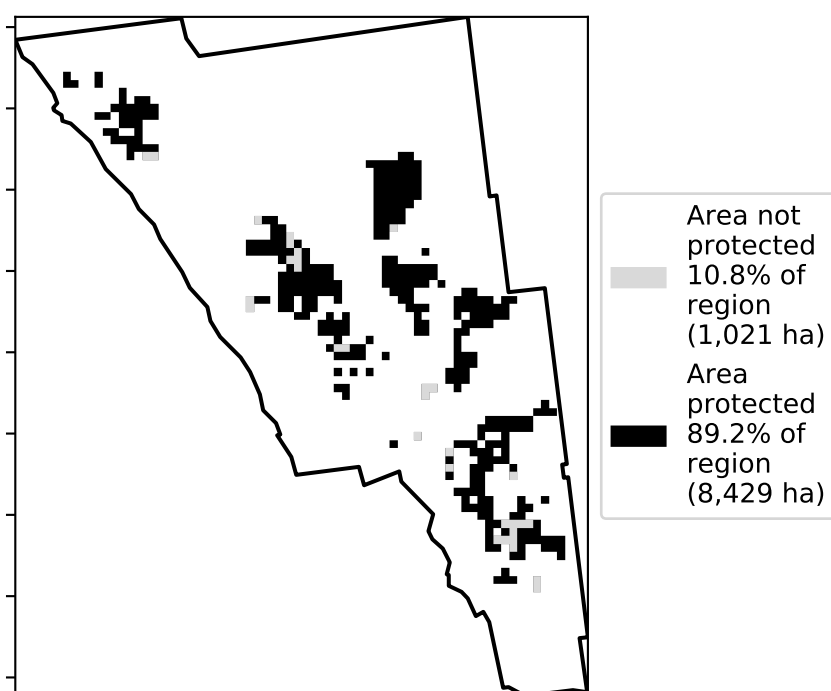 Area not
protected
10.8% of
region
(1,021 ha)
Area
protected
89.2% of
region
(8,429 ha)